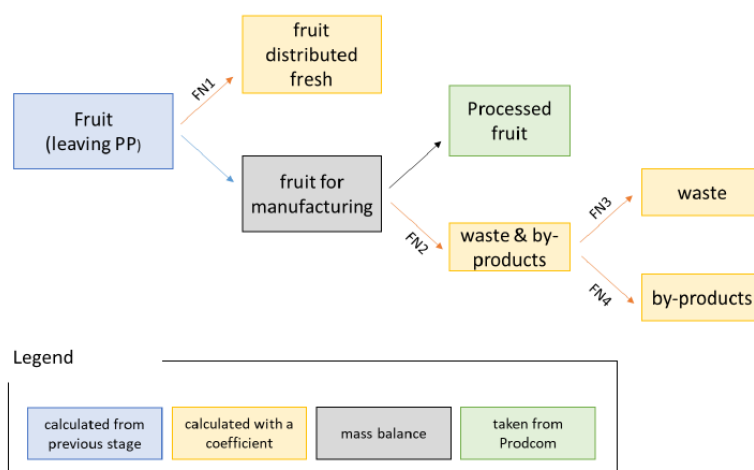 fruit
distributed
fresh
FN1
Fruit
(leaving PP)
Processed
fruit
fruit for
manufacturing
FN2
waste & by-
products
FN3
waste
FN4
by-products
Legend
calculated from
previous stage
calculated with a
coefficient
mass balance
taken from
Prodcom